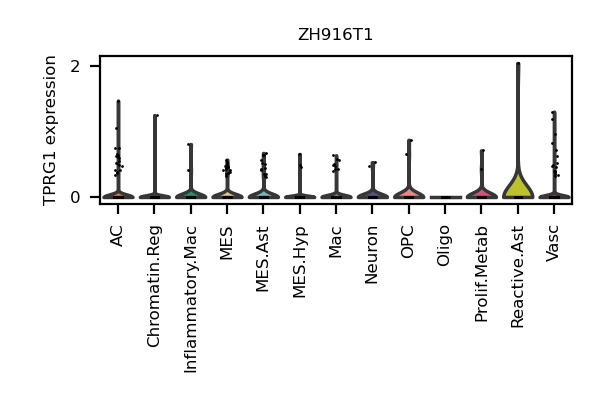 ZH916T1
TPRG1 expression
2
0
AC
Chromatin.Reg
Inflammatory.Mac
MES
MES.Ast
MES.Hyp
Mac
Neuron
OPC
Oligo
Prolif.Metab
Reactive.Ast
Vasc